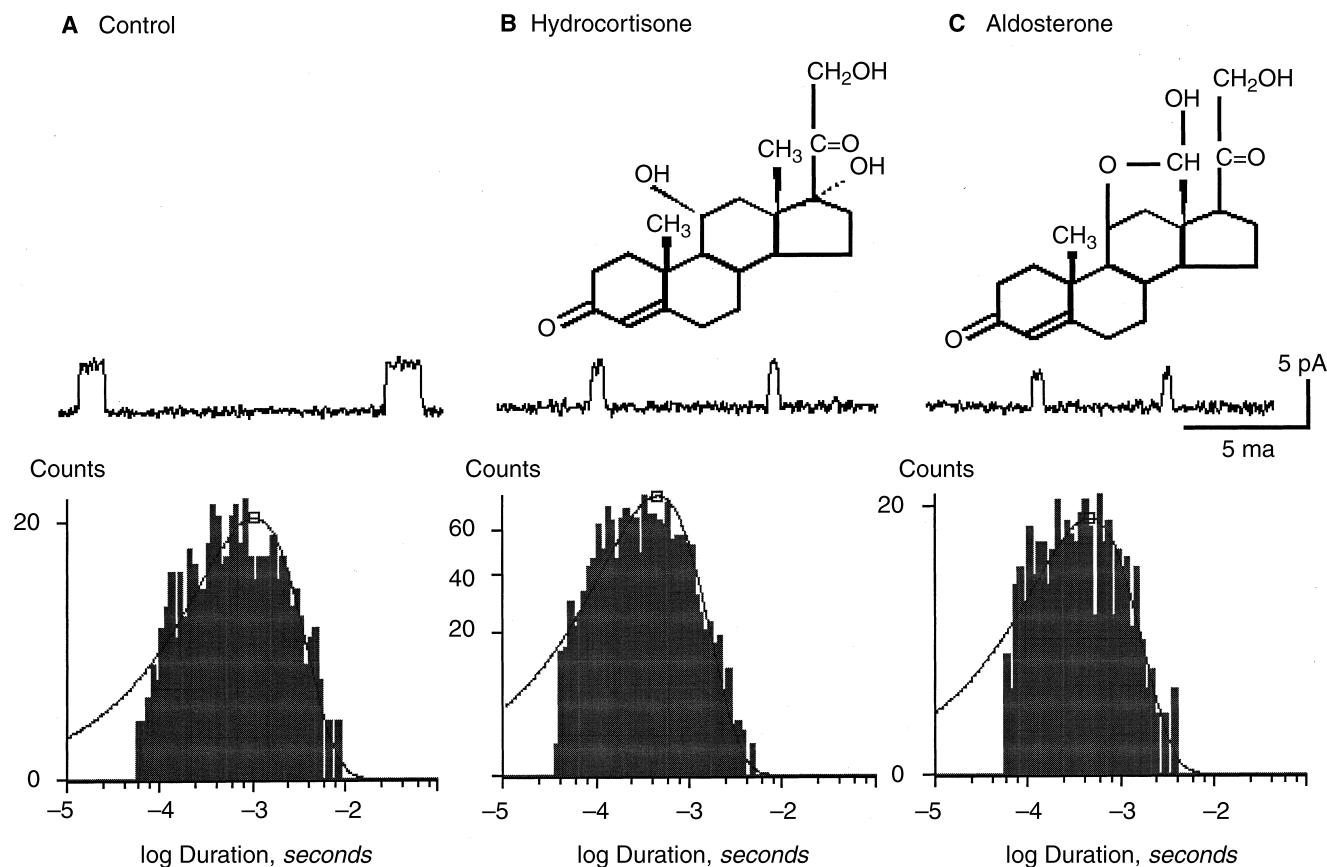 A Control
B Hydrocortisone
C Aldosterone
CH2OH
C=O
CH3
OH
OH
CH3
O
CH2OH
OH
O
CH
C=O
CH3
O
5 pA
5 ma
Counts
20
0
–5
–4
–3
–2
log Duration, seconds
Counts
60
40
20
–5
–4
–3
–2
log Duration, seconds
Counts
20
0
–5
–4
–3
–2
log Duration, seconds